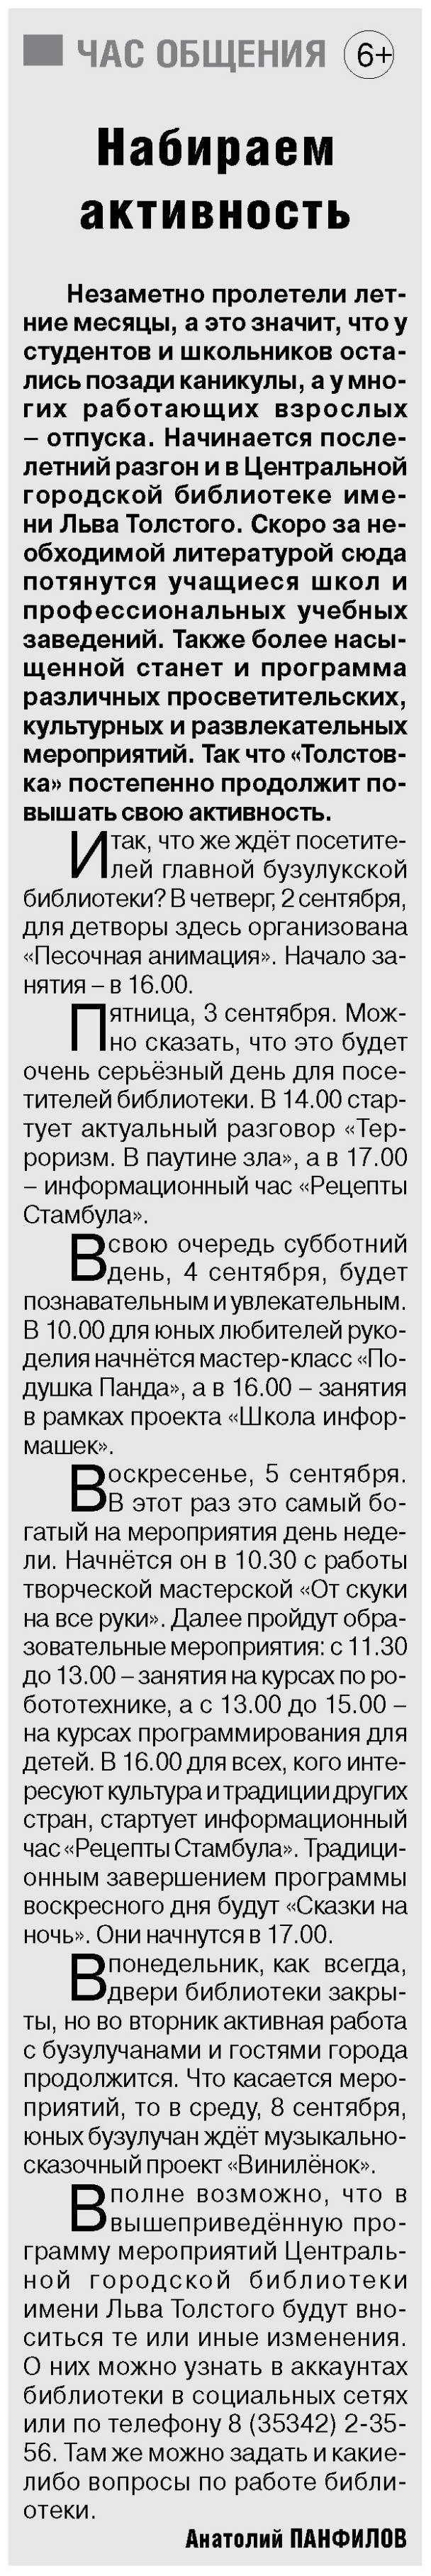 ЧАС ОБЩЕНИЯ 6+
Набираем
активность
Незаметно пролетели лет-
ние месяцы, а это значит, что у
студентов и школьников оста-
лись позади каникулы, а у мно-
гих работающих взрослых
– отпуска. Начинается после-
летний разгон и в Центральной
городской библиотеке име-
ни Льва Толстого. Скоро за не-
обходимой литературой сюда
потянутся учащиеся школ и
профессиональных учебных
заведений. Также более насы-
щенной станет и программа
различных просветительских,
культурных и развлекательных
мероприятий. Так что «Толстов-
ка» постепенно продолжит по-
вышать свою активность.
Итак, что же ждёт посетите-
лей главной бузулукской
библиотеки? В четверг, 2 сентября,
для детворы здесь организована
«Песочная анимация». Начало за-
нятия – в 16.00.
Пятница, 3 сентября. Мож-
но сказать, что это будет
очень серьёзный день для посе-
тителей библиотеки. В 14.00 стар-
тует актуальный разговор «Тер-
роризм. В паутине зла», а в 17.00
– информационный час «Рецепты
Стамбула».
В свою очередь субботний
день, 4 сентября, будет
познавательным и увлекательным.
В 10.00 для юных любителей руко-
делия начнётся мастер-класс «По-
душка Панда», а в 16.00 – занятия
в рамках проекта «Школа инфор-
машек».
Воскресенье, 5 сентября.
В этот раз это самый бо-
гатый на мероприятия день неде-
ли. Начнётся он в 10.30 с работы
творческой мастерской «От скуки
на все руки». Далее пройдут обра-
зовательные мероприятия: с 11.30
до 13.00 – занятия на курсах по ро-
бототехнике, а с 13.00 до 15.00 –
на курсах программирования для
детей. В 16.00 для всех, кого инте-
ресуют культура и традиции других
стран, стартует информационный
час «Рецепты Стамбула». Традици-
онным завершением программы
воскресного дня будут «Сказки на
ночь». Они начнутся в 17.00.
В понедельник, как всегда,
двери библиотеки закры-
ты, но во вторник активная работа
с бузулучанами и гостями города
продолжится. Что касается меро-
приятий, то в среду, 8 сентября,
юных бузулучан ждёт музыкально-
сказочный проект «Винилёнок».
Вполне возможно, что в
вышеприведённую про-
грамму мероприятий Централь-
ной городской библиотеки
имени Льва Толстого будут вно-
ситься те или иные изменения.
О них можно узнать в аккаунтах
библиотеки в социальных сетях
или по телефону 8 (35342) 2-35-
56. Там же можно задать и какие-
либо вопросы по работе библи-
отеки.
Анатолий ПАНФИЛОВ